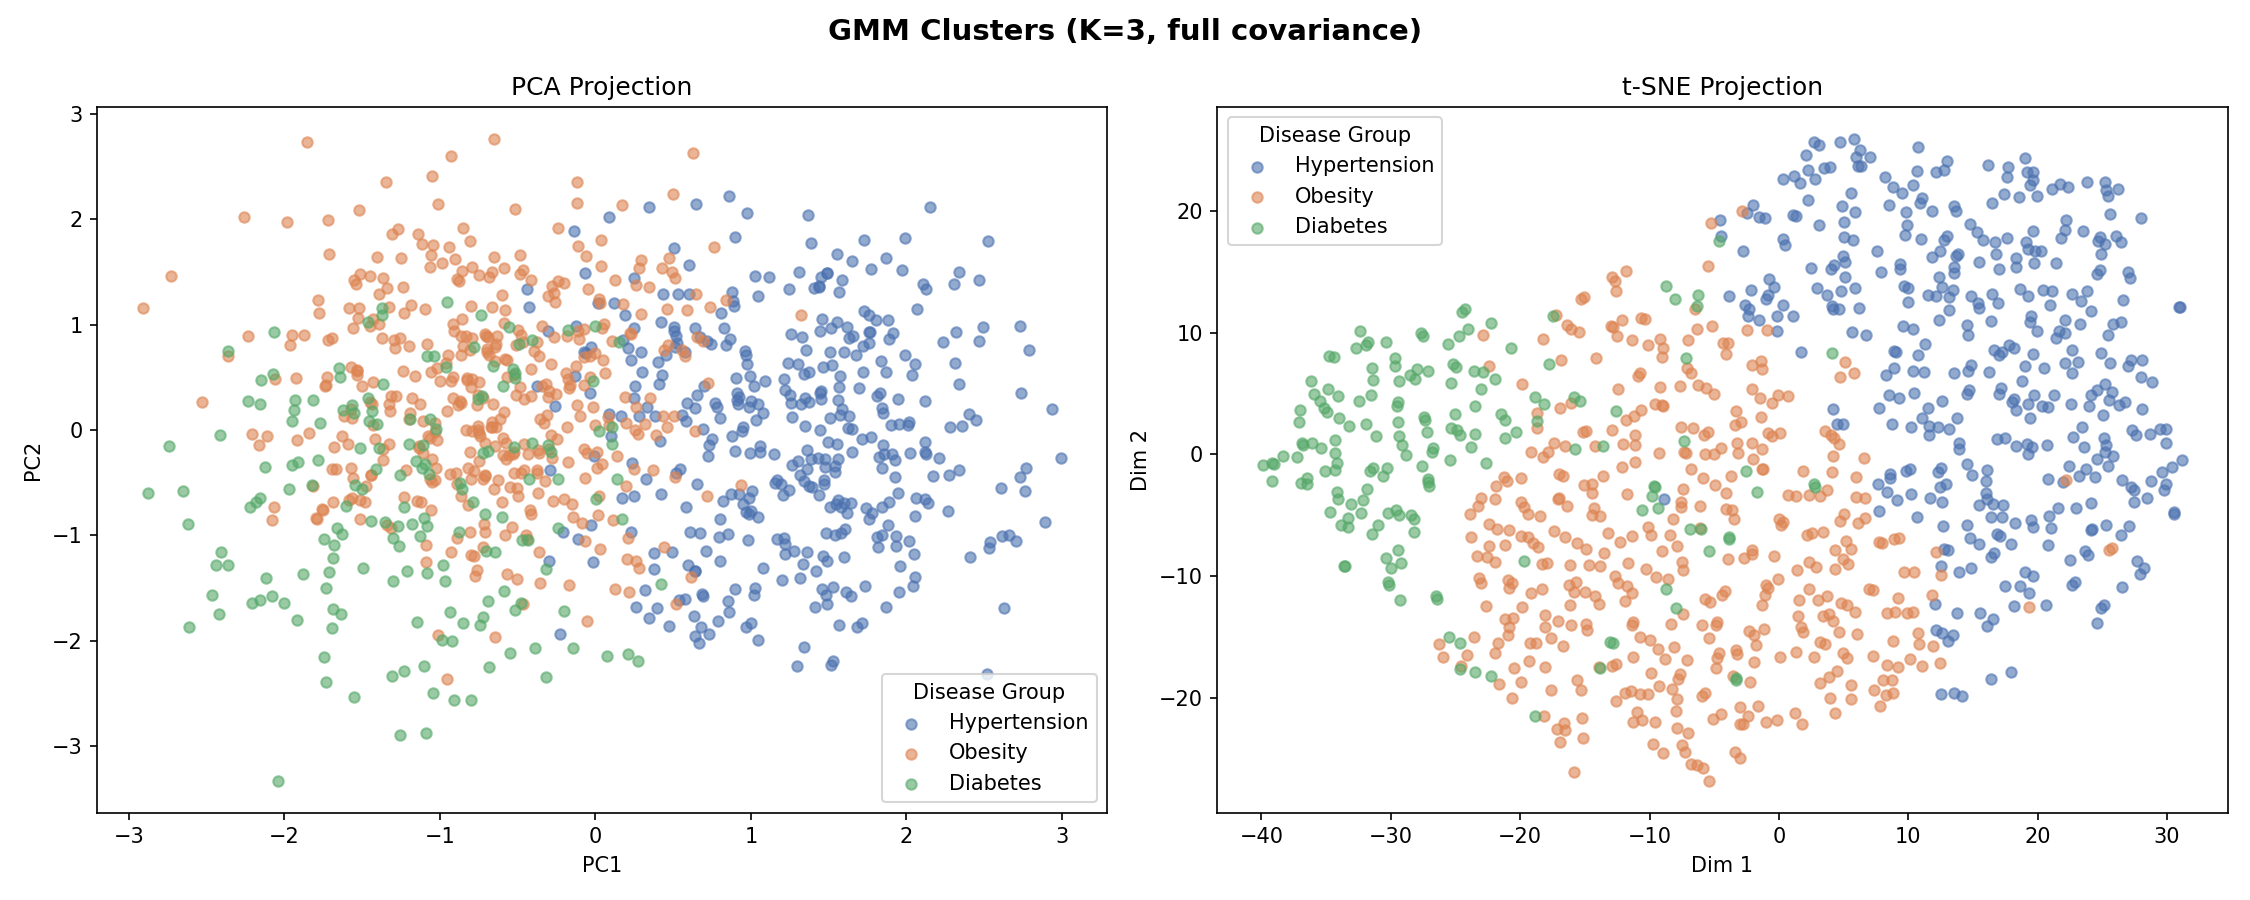 GMM Clusters (K=3, full covariance)
PCA Projection
3
2
1
0
−1
−2
−3
PC2
−3
−2
−1
0
1
2
3
PC1
Disease Group
Hypertension
Obesity
Diabetes
t-SNE Projection
Disease Group
Hypertension
Obesity
Diabetes
20
10
0
−10
−20
Dim 2
−40
−30
−20
−10
0
10
20
30
Dim 1